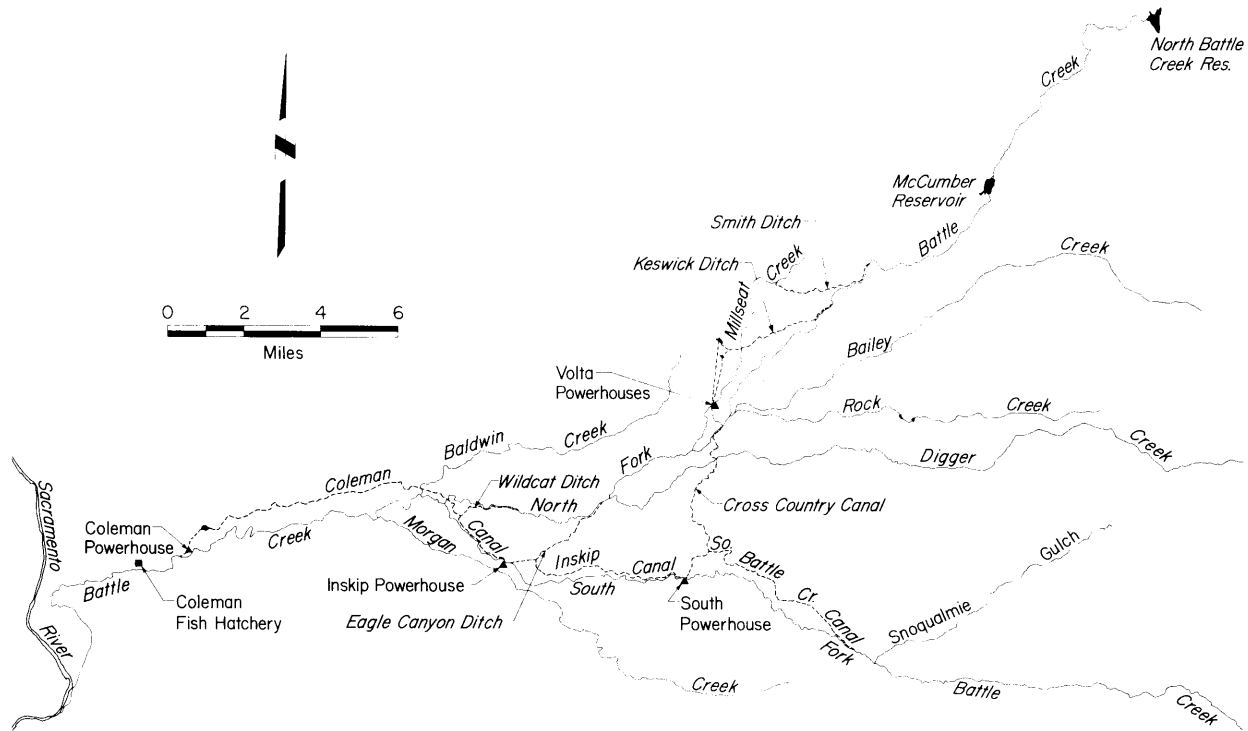 North Battle
Creek Res.
Creek
McCumber
Reservoir
Smith Ditch
Battle
Creek
Keswick Ditch
Creek
Millseat
0 2 4 6
Miles
Bailey
Volta
Powerhouses
Rock
Creek
Baldwin
Creek
Fork
Digger
Creek
Coleman
Wildcat Ditch
North
Cross Country Canal
Sacramento
River
Coleman
Powerhouse
Creek
Morgan
Canal
Inskip
Canal
So.
Battle
Cr.
Canal
Gulch
Snoqualmie
Battle
Inskip Powerhouse
South
Coleman
Fish Hatchery
Eagle Canyon Ditch
South
Powerhouse
Fork
Creek
Battle
Creek